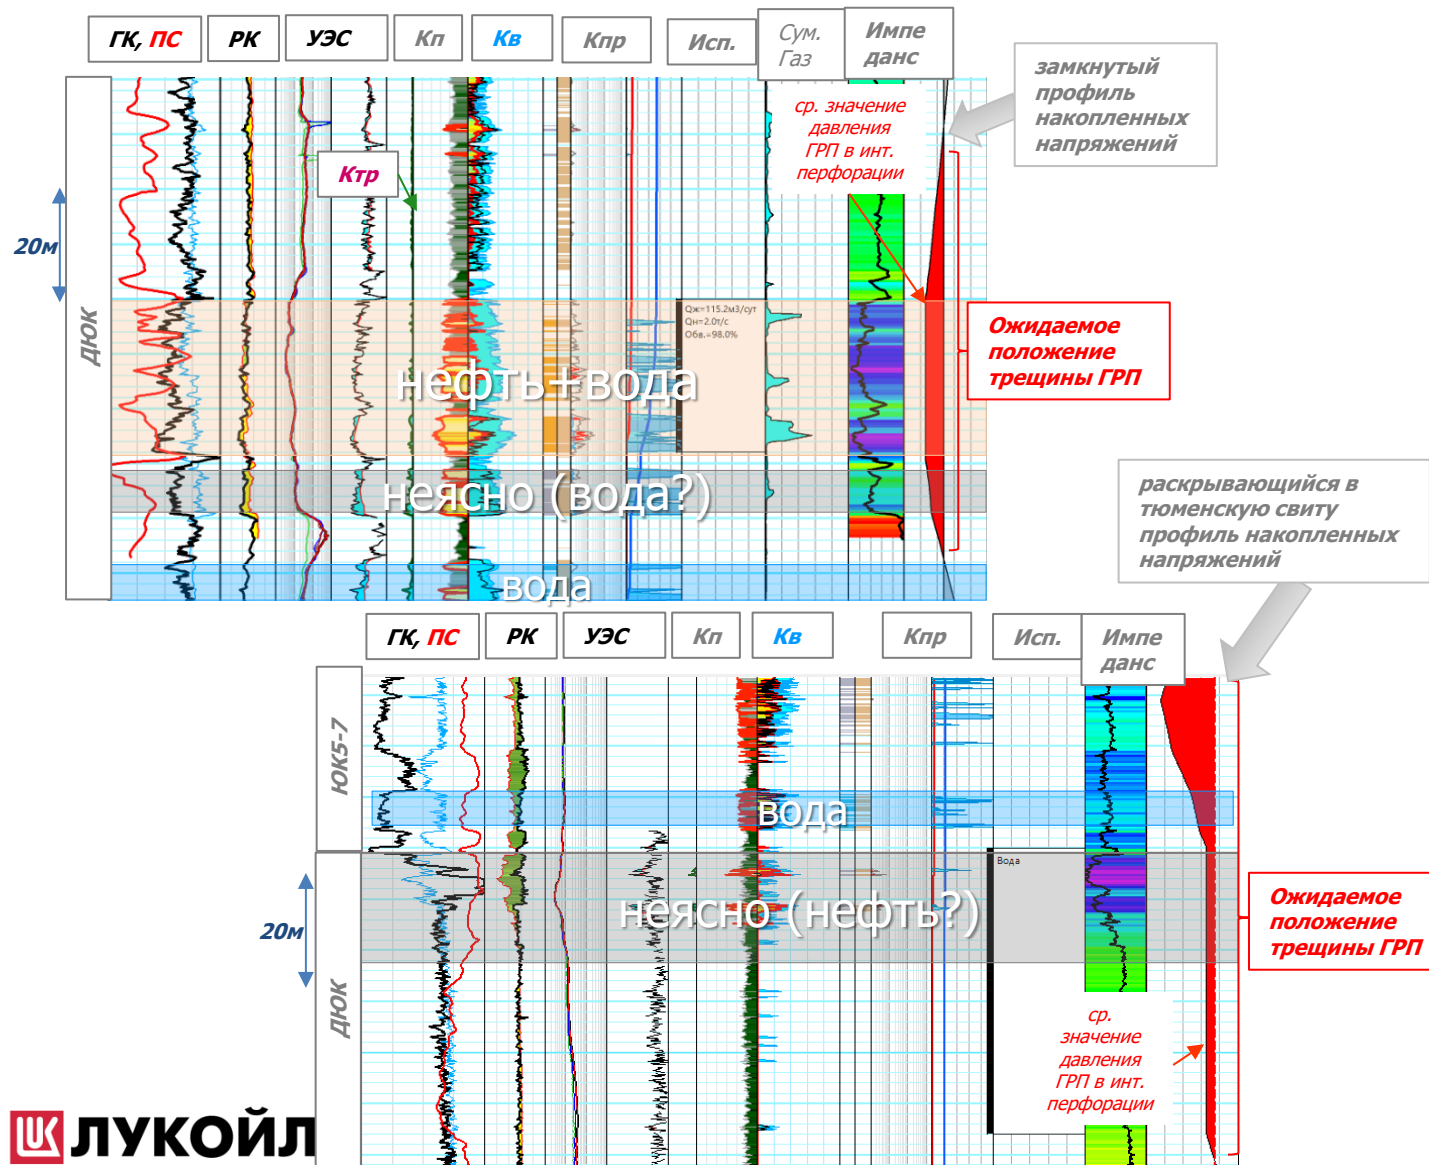 ГК, ПС
РК
УЭС
Кп
Кв
Кпр
Исп.
Сум.
Газ
Импе
данс
замкнутый
профиль
накопленных
напряжений
ср. значение
давления
ГРП в инт.
перфорации
Ктр
20м
ДЮК
Qж=115.2м3/сут
Qн=2.0т/с
Обв.=98.0%
нефть+вода
Ожидаемое
положение
трещины ГРП
неясно (вода?)
вода
раскрывающийся в
тюменскую свиту
профиль накопленных
напряжений
ГК, ПС
РК
УЭС
Кп
Кв
Кпр
Исп.
Импе
данс
ЮК5-7
вода
Вода
неясно (нефть?)
20м
ДЮК
Ожидаемое
положение
трещины ГРП
ср.
значение
давления
ГРП в инт.
перфорации
ЛУКОЙЛ